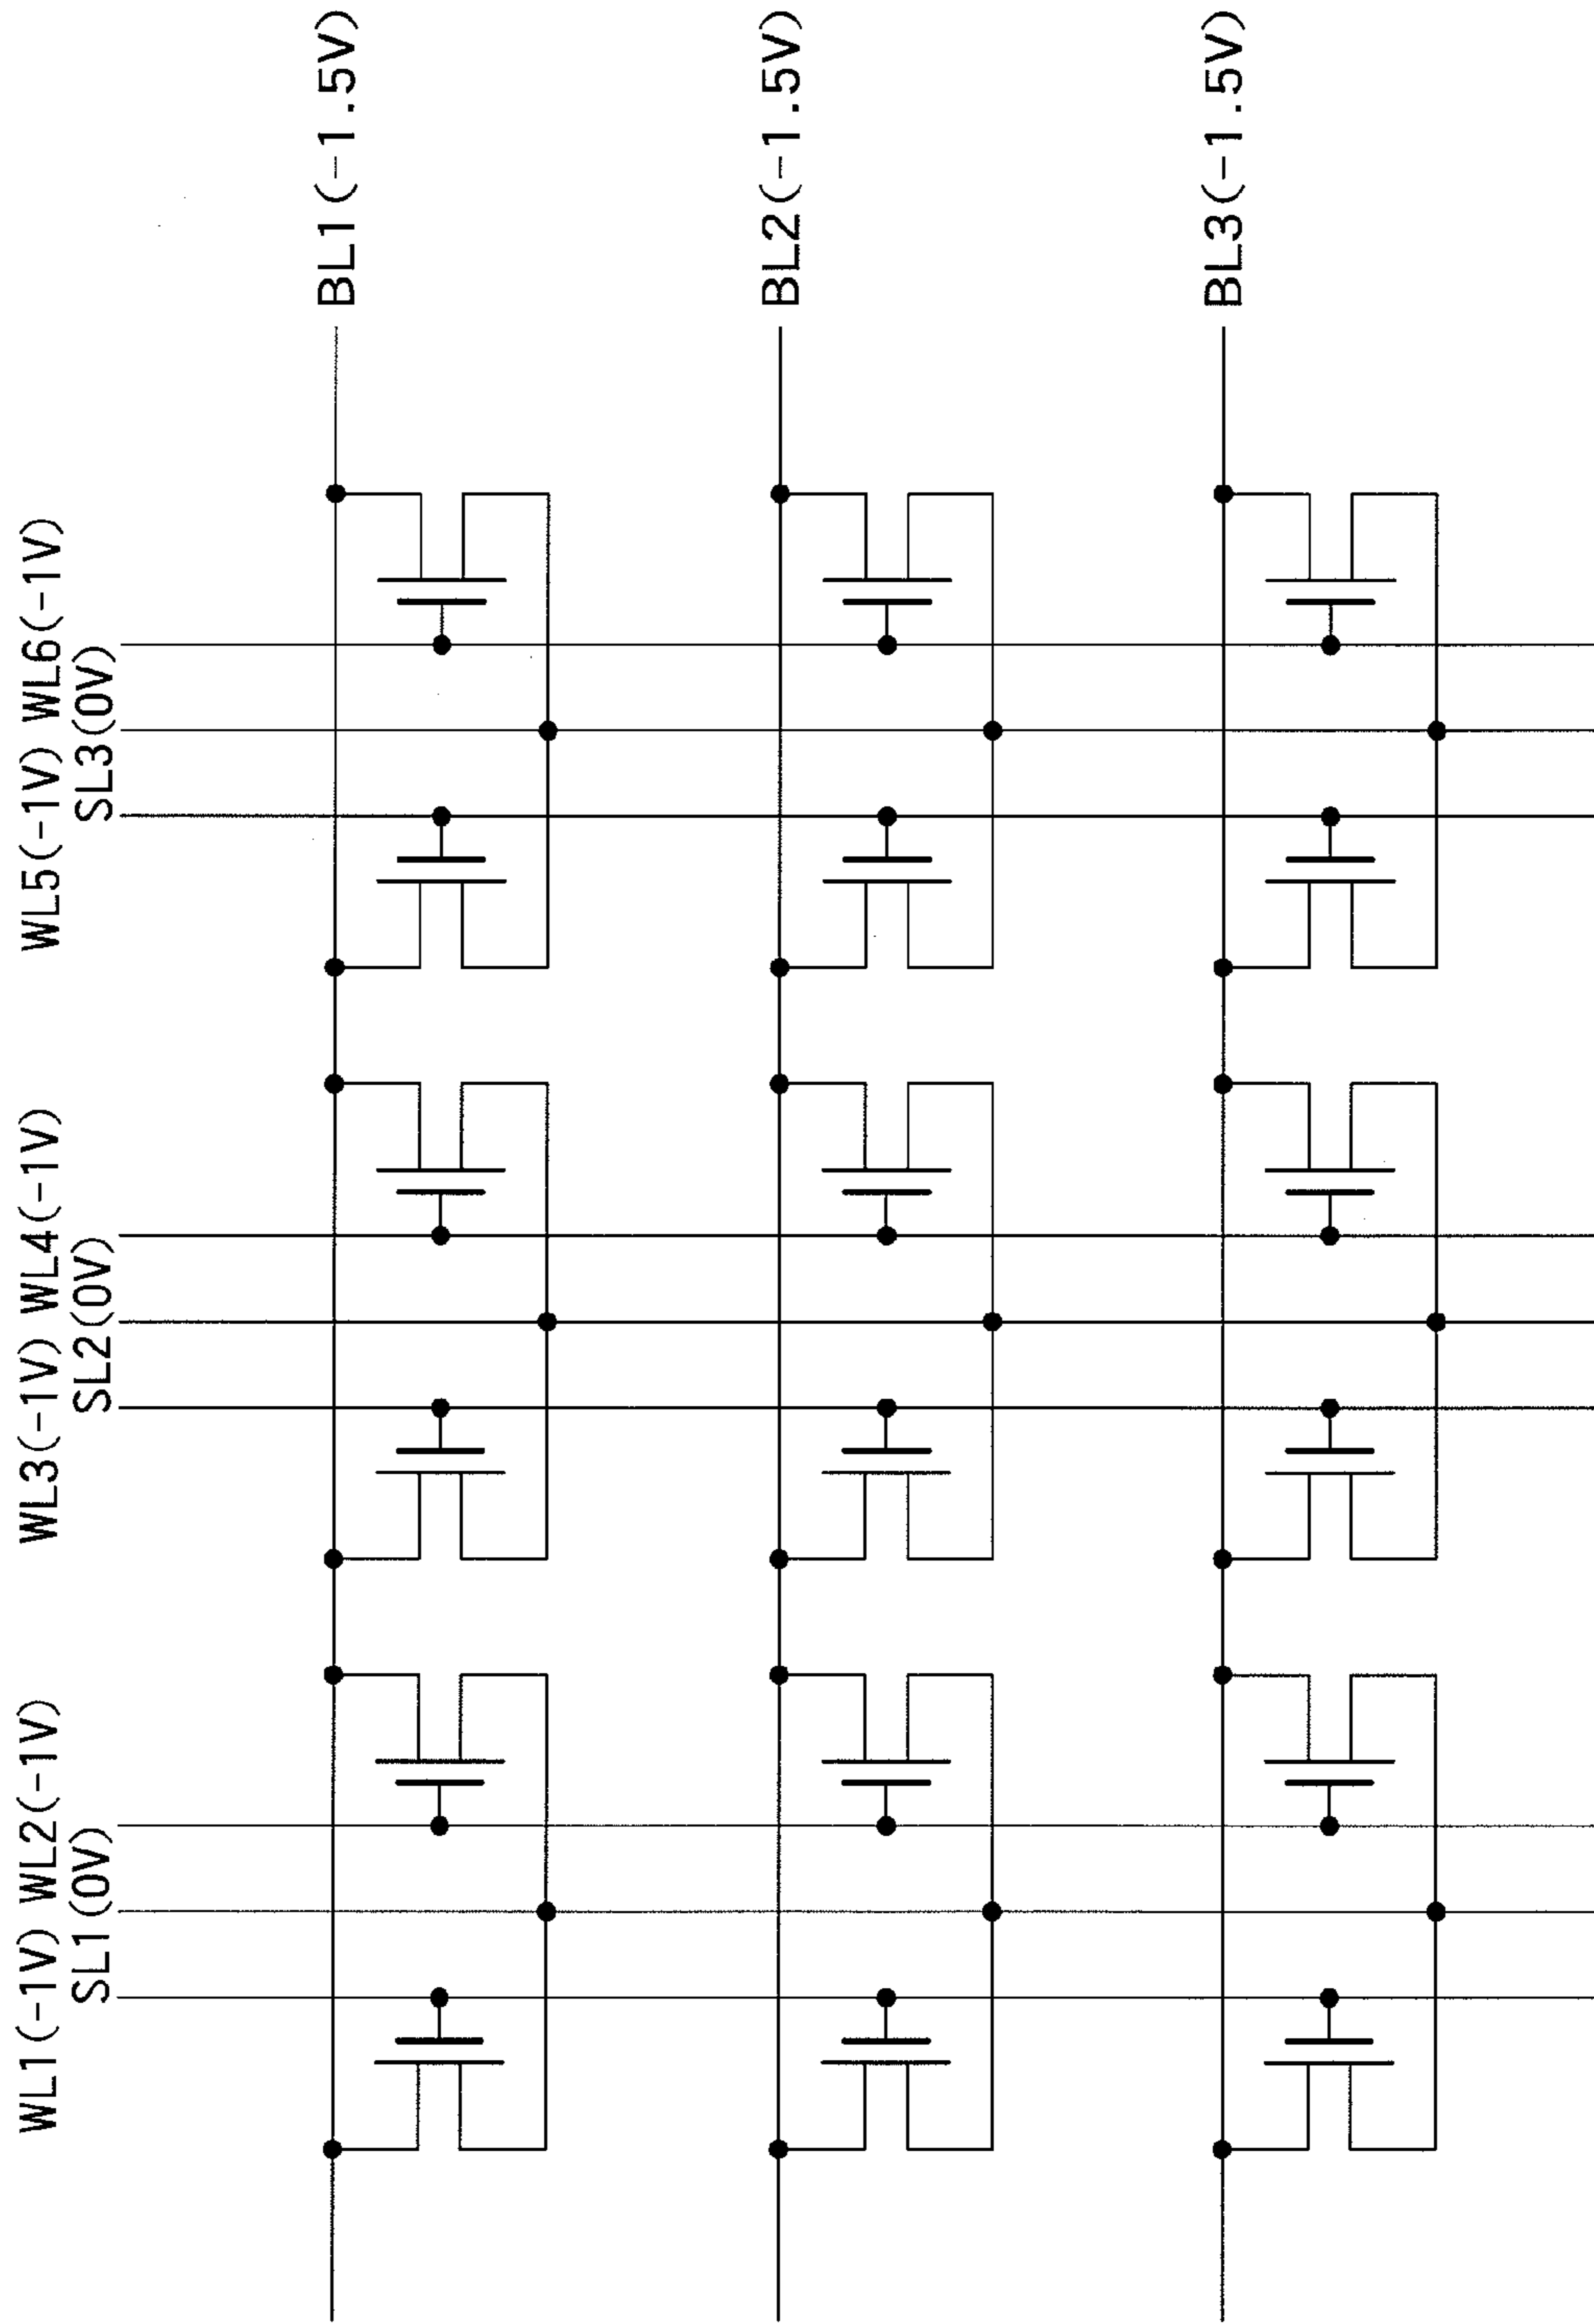 WL1(-1V) WL2(-1V)
SL1(0V)
WL3(-1V) WL4(-1V)
SL2(0V)
WL5(-1V) WL6(-1V)
SL3(0V)
BL1(-1.5V)
BL2(-1.5V)
BL3(-1.5V)